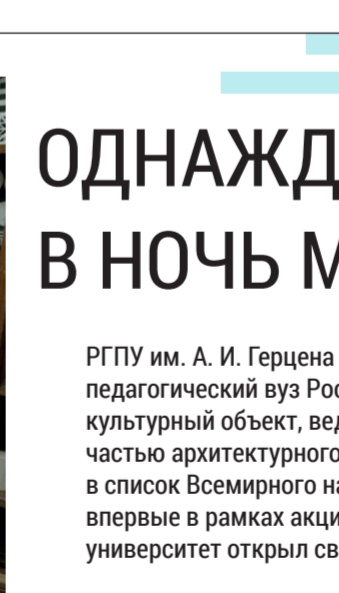 ОДНАЖД
В НОЧЬ М
РГПУ им. А. И. Герцена
педагогический вуз Рос
культурный объект, вед
частью архитектурного
в список Всемирного на
впервые в рамках акци
университет открыл св